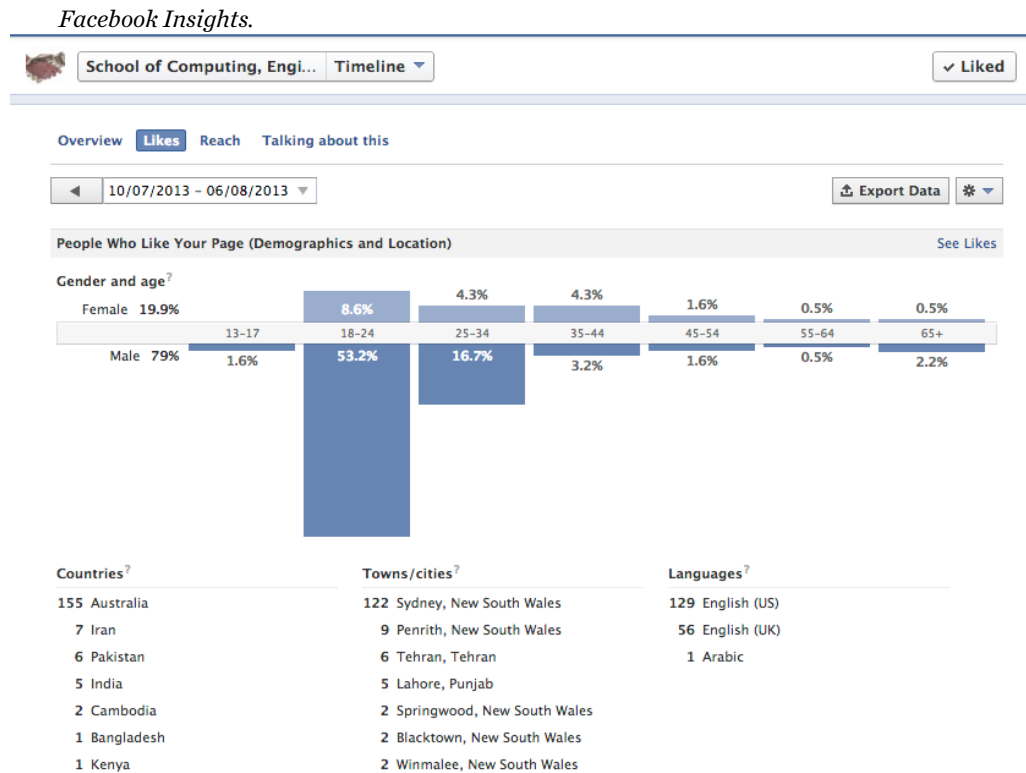 Facebook Insights.
School of Computing, Engi... Timeline
Liked
Overview Likes Reach Talking about this
10/07/2013 – 06/08/2013
Export Data
People Who Like Your Page (Demographics and Location) See Likes
Gender and age?
Female 19.9% 8.6% 4.3% 4.3% 1.6% 0.5% 0.5%
13–17 18–24 25–34 35–44 45–54 55–64 65+
Male 79% 1.6% 53.2% 16.7% 3.2% 1.6% 0.5% 2.2%
Countries? Towns/cities? Languages?
155 Australia 122 Sydney, New South Wales 129 English (US)
7 Iran 9 Penrith, New South Wales 56 English (UK)
6 Pakistan 6 Tehran, Tehran 1 Arabic
5 India 5 Lahore, Punjab
2 Cambodia 2 Springwood, New South Wales
1 Bangladesh 2 Blacktown, New South Wales
1 Kenya 2 Winmalee, New South Wales